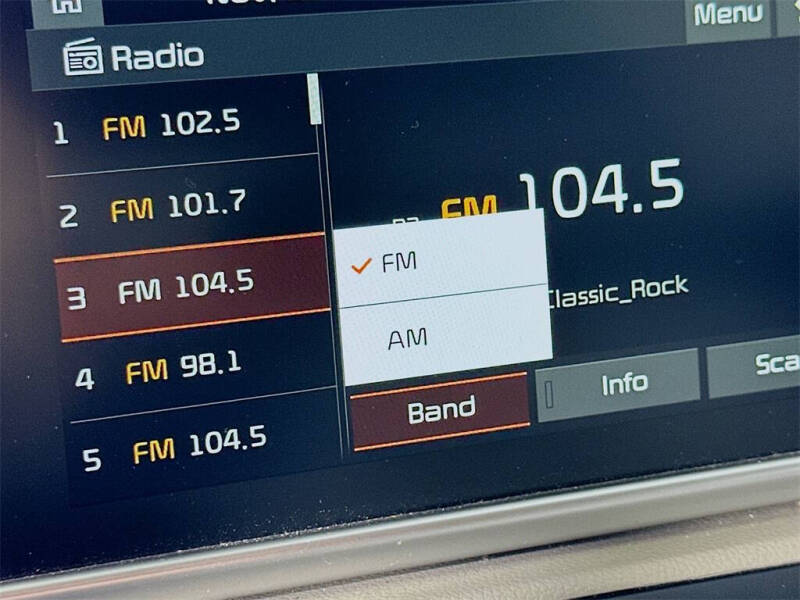 Menu
Radio
1 FM 102.5
2 FM 101.7
3 FM 104.5
4 FM 98.1
5 FM 104.5
FM 104.5
FM
AM
Classic_Rock
Band
Info